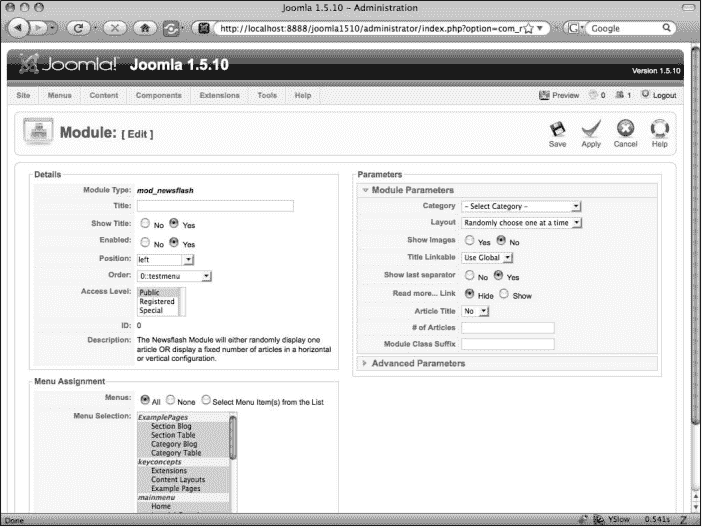 Joomla 1.5.10 - Administration
http://localhost:8888/joomla1510/administrator/index.php?option=com_r
Google
Joomla! Joomla 1.5.10
Version 1.5.10
Site Menus Content Components Extensions Tools Help
Preview 0 1 Logout
Module: [ Edit ]
Save Apply Cancel Help
Details
Module Type: mod_newsflash
Title:
Show Title: No Yes
Enabled: No Yes
Position: left
Order: 0::testmenu
Access Level: Public
Registered
Special
ID: 0
Description: The Newsflash Module will either randomly display one
article OR display a fixed number of articles in a horizontal
or vertical configuration.
Menu Assignment
Menus: All None Select Menu Item(s) from the List
Menu Selection: ExamplePages
Section Blog
Section Table
Category Blog
Category Table
keyconcepts
Extensions
Content Layouts
Example Pages
mainmenu
Home
Parameters
Module Parameters
Category - Select Category -
Layout Randomly choose one at a time
Show Images Yes No
Title Linkable Use Global
Show last separator No Yes
Read more... Link Hide Show
Article Title No
# of Articles
Module Class Suffix
Advanced Parameters
Done
YSlow 0.541s